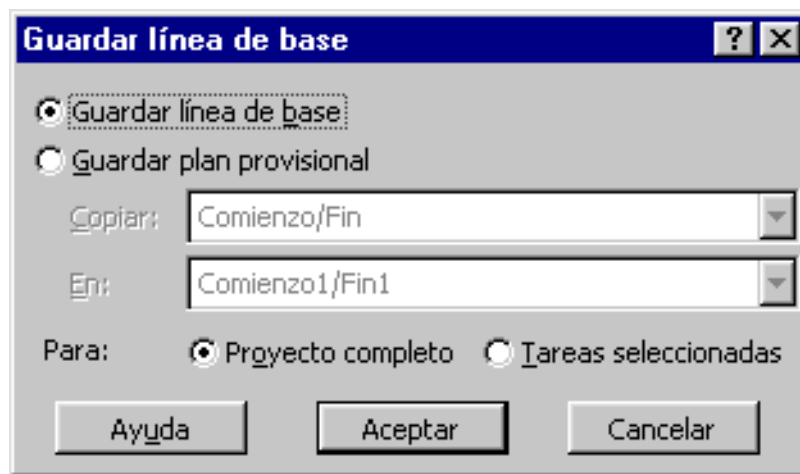 Guardar línea de base
Guardar línea de base
Guardar plan provisional
Copiar: Comienzo/Fin
En: Comienzo1/Fin1
Para: Proyecto completo Tareas seleccionadas
Ayuda Aceptar Cancelar